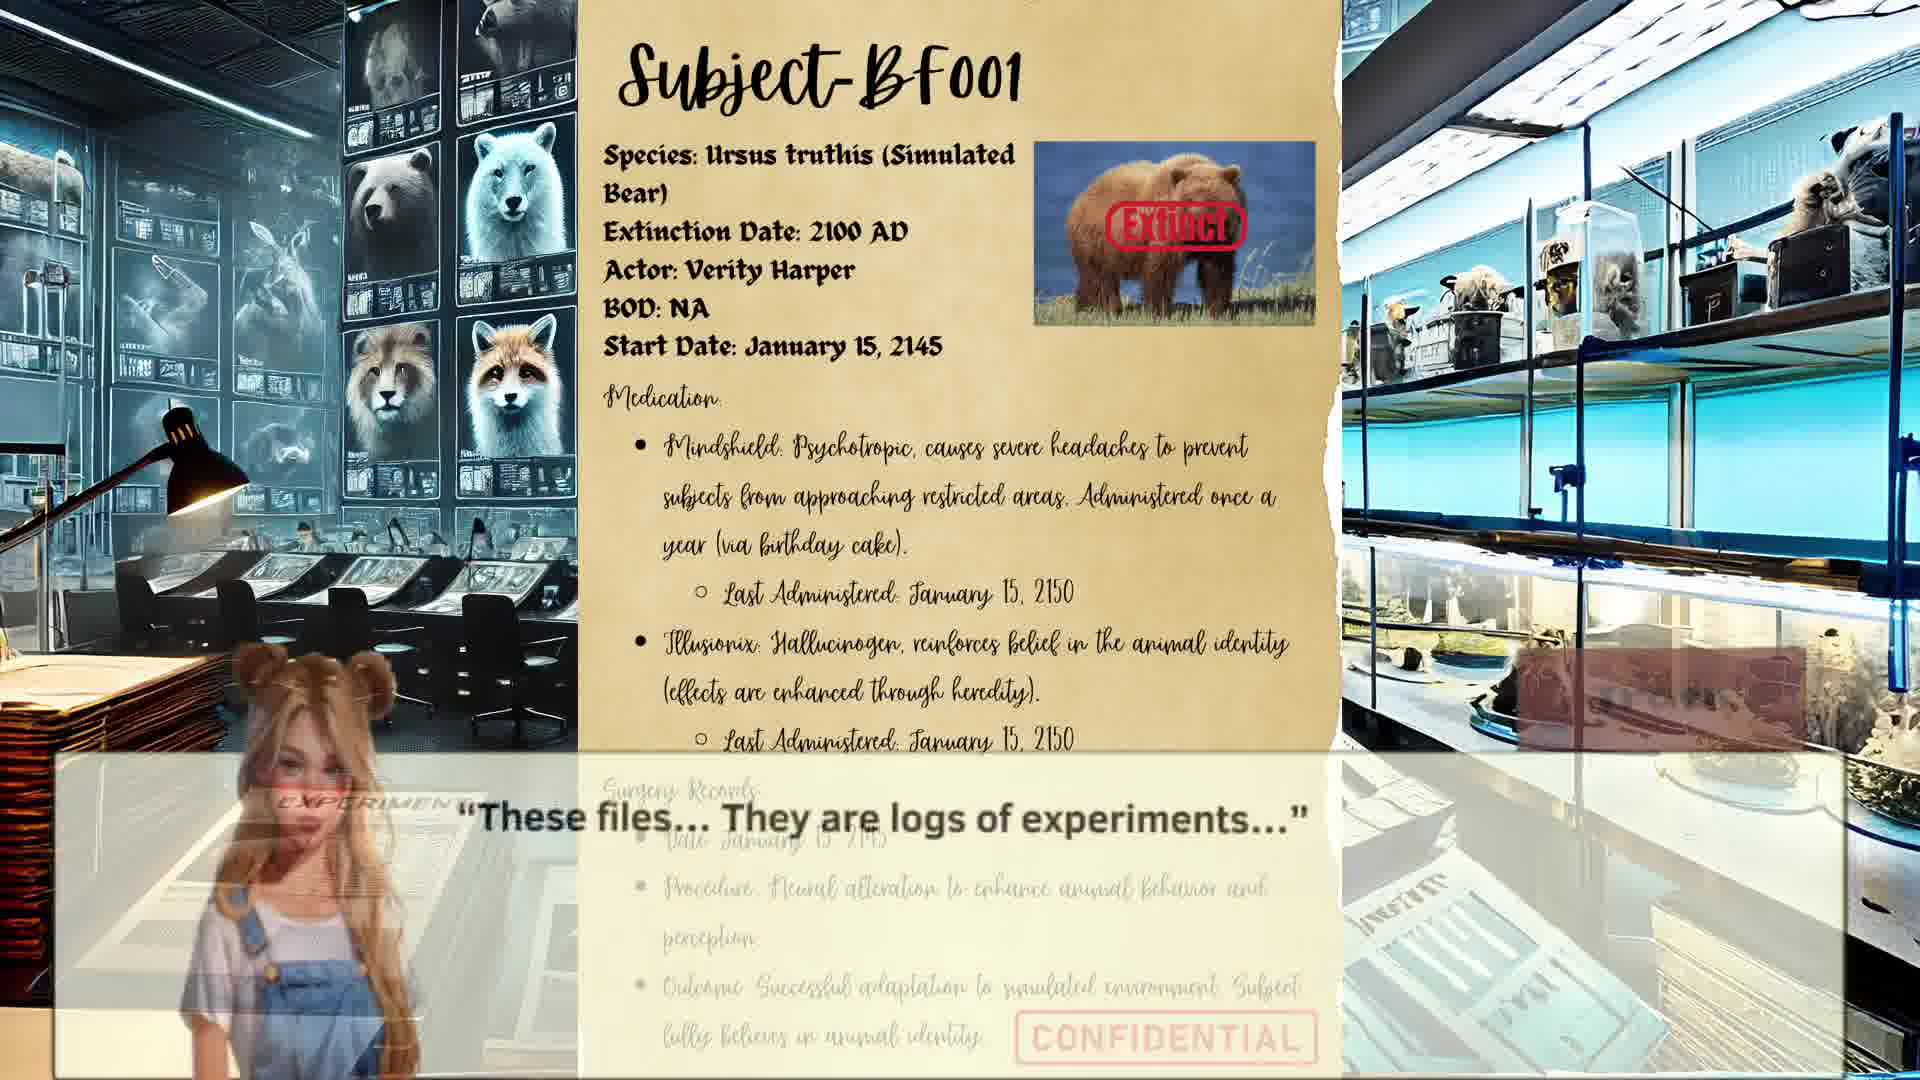 Subject-BF001
Species: Ursus truthis (Simulated
Bear)
Extinction Date: 2100 AD
Actor: Verity Harper
BOD: NA
Start Date: January 15, 2145
Extinct
Medication:
Mindshield: Psychotropic, causes severe headaches to prevent
subjects from approaching restricted areas. Administered once a
year (via birthday cake).
Last Administered: January 15, 2150
Illusionix: Hallucinogen, reinforces belief in the animal identity
(effects are enhanced through heredity).
Last Administered: January 15, 2150
Surgery Records:
EXPERIMENT
“These files... They are logs of experiments...”
Date: January 15, 2145
Procedure: Neural alteration to enhance animal behavior and
perception.
Outcome: Successful adaptation to simulated environment. Subject
fully believes in animal identity.
CONFIDENTIAL